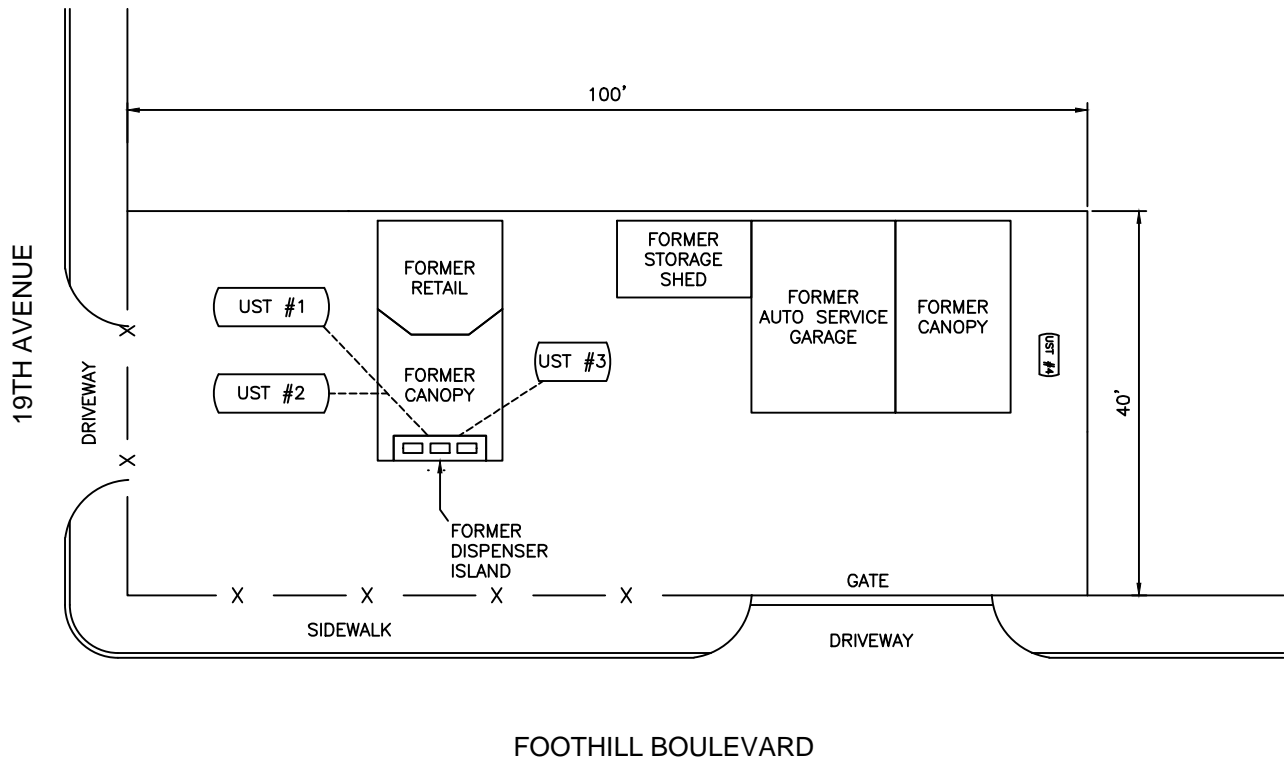 100'
19TH AVENUE
DRIVEWAY
FORMER
RETAIL
UST #1
UST #2
FORMER
CANOPY
UST #3
FORMER
STORAGE
SHED
FORMER
AUTO SERVICE
GARAGE
FORMER
CANOPY
UST #4
40'
FORMER
DISPENSER
ISLAND
X
X
X
X
X
X
GATE
SIDEWALK
DRIVEWAY
FOOTHILL BOULEVARD